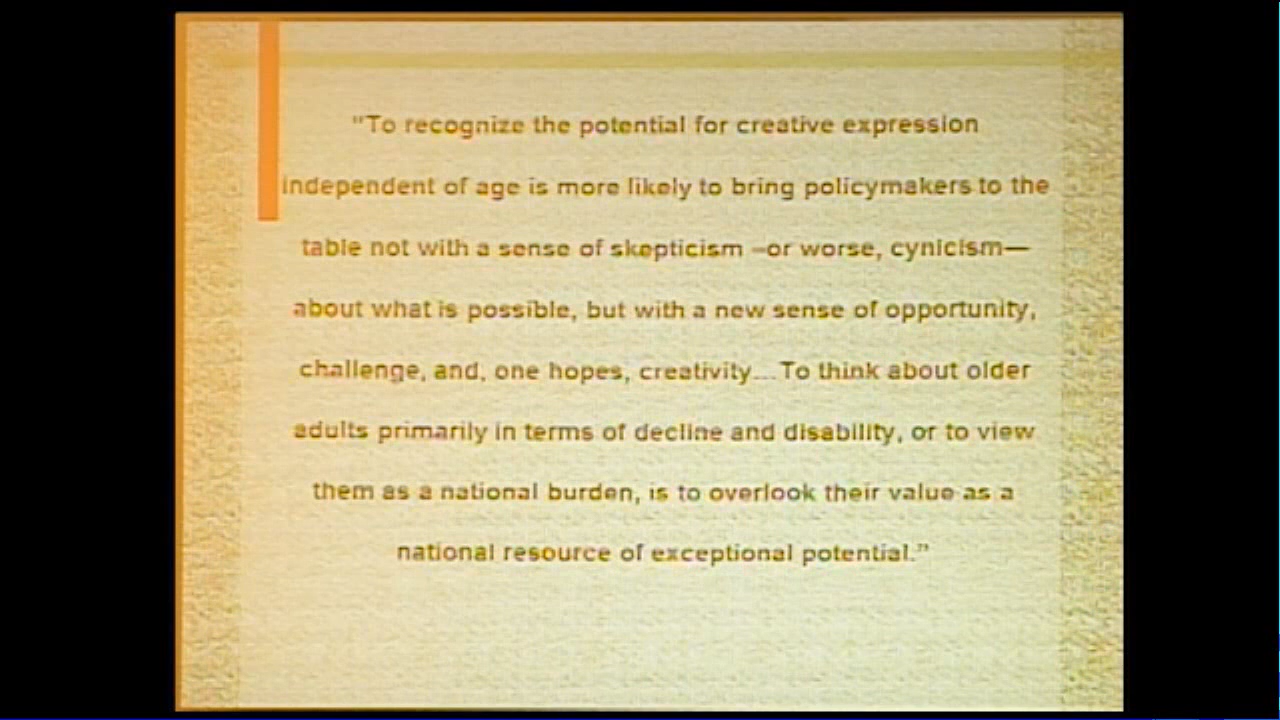 "To recognize the potential for creative expression
independent of age is more likely to bring policymakers to the
table not with a sense of skepticism –or worse, cynicism—
about what is possible, but with a new sense of opportunity,
challenge, and, one hopes, creativity...To think about older
adults primarily in terms of decline and disability, or to view
them as a national burden, is to overlook their value as a
national resource of exceptional potential."